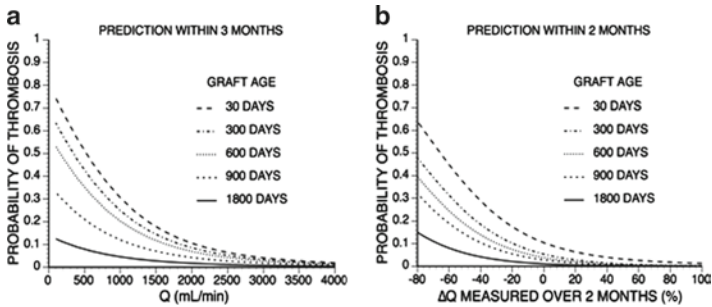 a
PREDICTION WITHIN 3 MONTHS
PROBABILITY OF THROMBOSIS
1
0.9
0.8
0.7
0.6
0.5
0.4
0.3
0.2
0.1
0
GRAFT AGE
30 DAYS
300 DAYS
600 DAYS
900 DAYS
1800 DAYS
0 500 1000 1500 2000 2500 3000 3500 4000
Q (mL/min)
b
PREDICTION WITHIN 2 MONTHS
PROBABILITY OF THROMBOSIS
1
0.9
0.8
0.7
0.6
0.5
0.4
0.3
0.2
0.1
0
GRAFT AGE
30 DAYS
300 DAYS
600 DAYS
900 DAYS
1800 DAYS
-80 -60 -40 -20 0 20 40 60 80 100
ΔQ MEASURED OVER 2 MONTHS (%)